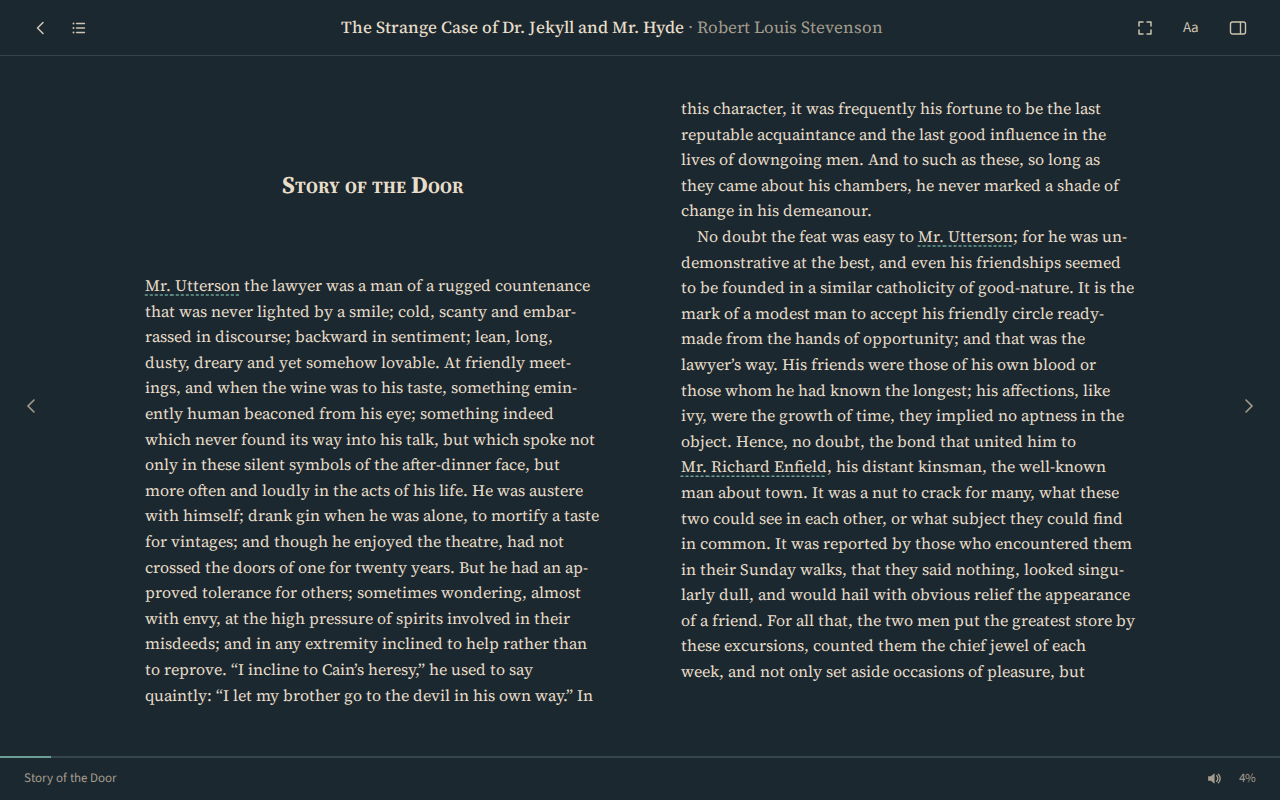 The Strange Case of Dr. Jekyll and Mr. Hyde · Robert Louis Stevenson
Aa
Story of the Door
Mr. Utterson the lawyer was a man of a rugged countenance
that was never lighted by a smile; cold, scanty and embar-
rassed in discourse; backward in sentiment; lean, long,
dusty, dreary and yet somehow lovable. At friendly meet-
ings, and when the wine was to his taste, something emin-
ently human beaconed from his eye; something indeed
which never found its way into his talk, but which spoke not
only in these silent symbols of the after-dinner face, but
more often and loudly in the acts of his life. He was austere
with himself; drank gin when he was alone, to mortify a taste
for vintages; and though he enjoyed the theatre, had not
crossed the doors of one for twenty years. But he had an ap-
proved tolerance for others; sometimes wondering, almost
with envy, at the high pressure of spirits involved in their
misdeeds; and in any extremity inclined to help rather than
to reprove. “I incline to Cain’s heresy,” he used to say
quaintly: “I let my brother go to the devil in his own way.” In
this character, it was frequently his fortune to be the last
reputable acquaintance and the last good influence in the
lives of downgoing men. And to such as these, so long as
they came about his chambers, he never marked a shade of
change in his demeanour.
No doubt the feat was easy to Mr. Utterson; for he was un-
demonstrative at the best, and even his friendships seemed
to be founded in a similar catholicity of good-nature. It is the
mark of a modest man to accept his friendly circle ready-
made from the hands of opportunity; and that was the
lawyer’s way. His friends were those of his own blood or
those whom he had known the longest; his affections, like
ivy, were the growth of time, they implied no aptness in the
object. Hence, no doubt, the bond that united him to
Mr. Richard Enfield, his distant kinsman, the well-known
man about town. It was a nut to crack for many, what these
two could see in each other, or what subject they could find
in common. It was reported by those who encountered them
in their Sunday walks, that they said nothing, looked singu-
larly dull, and would hail with obvious relief the appearance
of a friend. For all that, the two men put the greatest store by
these excursions, counted them the chief jewel of each
week, and not only set aside occasions of pleasure, but
Story of the Door
4%